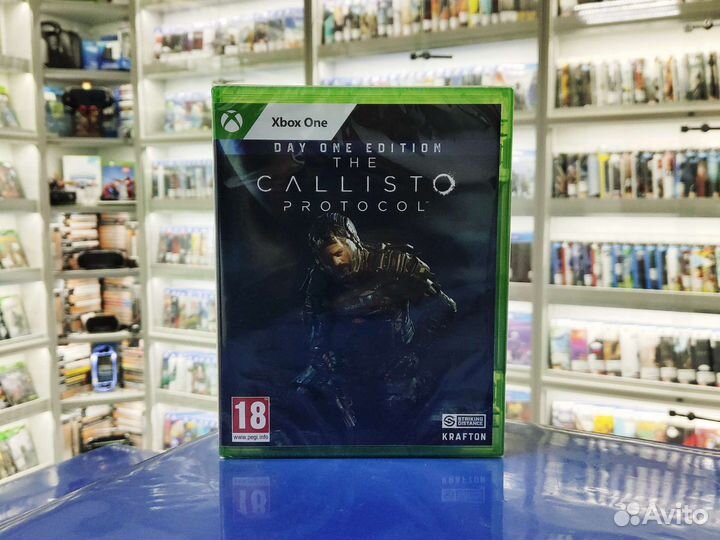 Xbox One
DAY ONE EDITION
THE
CALLISTO
PROTOCOL
18
www.pegi.info
S STRIKING DISTANCE
KRAFTON
Avito